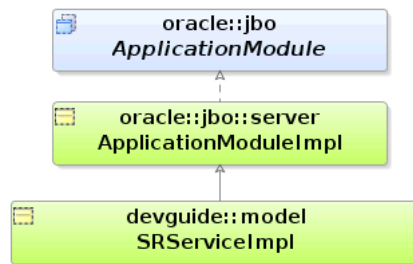 oracle::jbo
ApplicationModule
oracle::jbo::server
ApplicationModuleImpl
devguide::model
SRServiceImpl